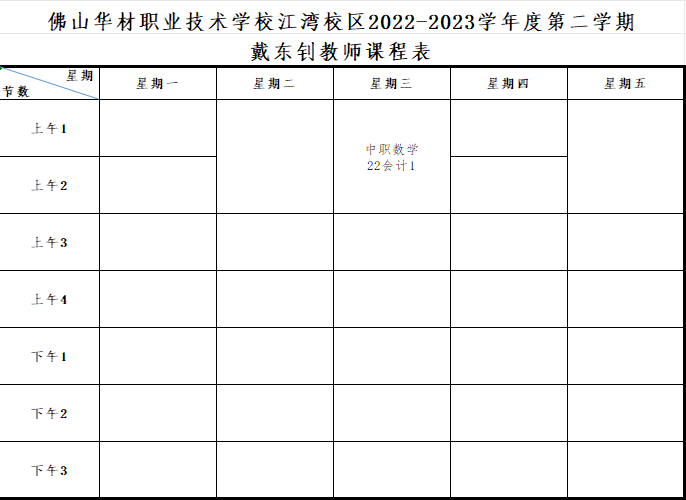 佛山华材职业技术学校江湾校区2022-2023学年度第二学期
戴东钊教师课程表
星期
节数
星期一 星期二 星期三 星期四 星期五
上午1
中职数学
22会计1
上午2
上午3
上午4
下午1
下午2
下午3